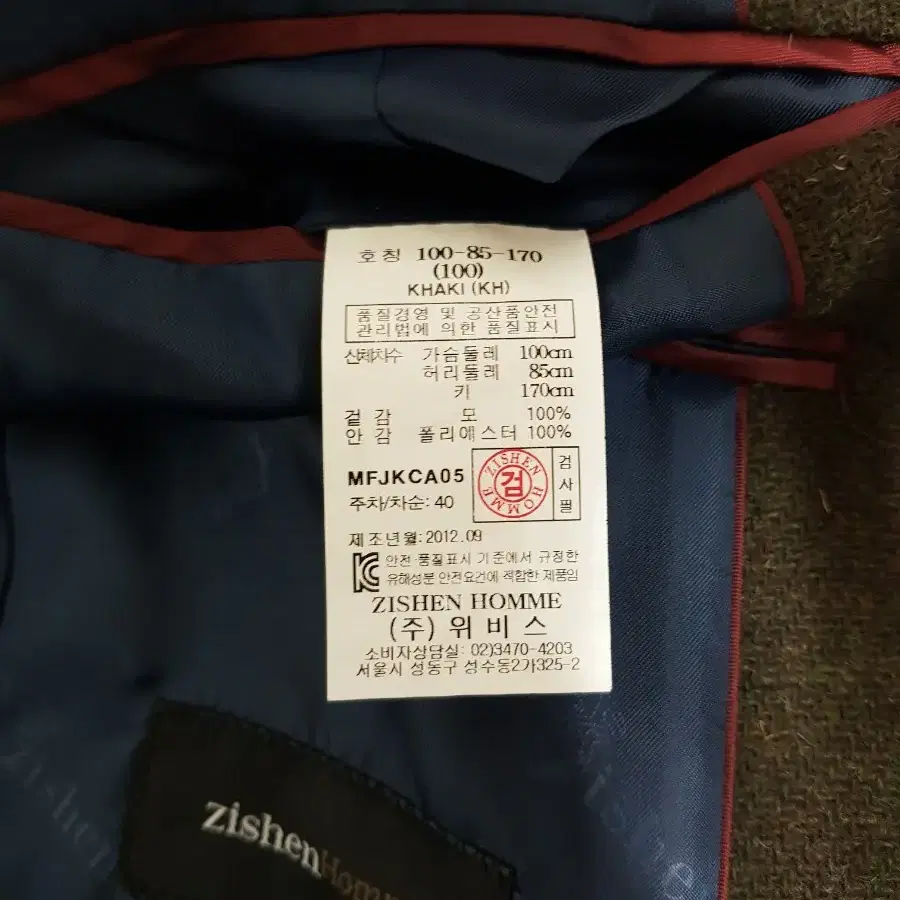 호칭 100-85-170
(100)
KHAKI (KH)
품질경영 및 공산품안전
관리법에 의한 품질표시
신체치수 가슴둘레 100cm
허리둘레 85cm
키 170cm
겉감 모 100%
안감 폴리에스터 100%
MFJKCA05
주차/차순: 40
ZISHEN HOMME
검
검사필
제조년월: 2012.09
안전·품질표시 기준에서 규정한
유해성분 안전요건에 적합한 제품임
ZISHEN HOMME
(주) 위비스
소비자상담실: 02)3470-4203
서울시 성동구 성수동2가325-2
zishenHomm